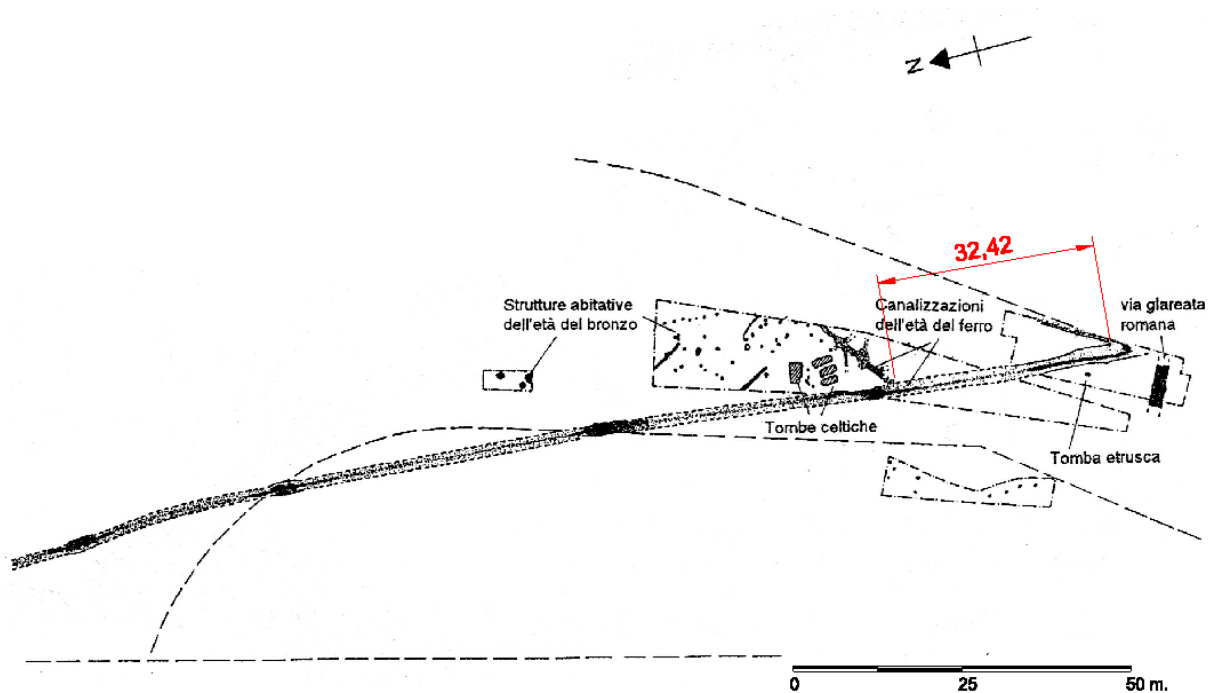 N
32,42
Strutture abitative
dell'età del bronzo
Canalizzazioni
dell'età del ferro
via glareata
romana
Tombe celtiche
Tomba etrusca
0 25 50 m.